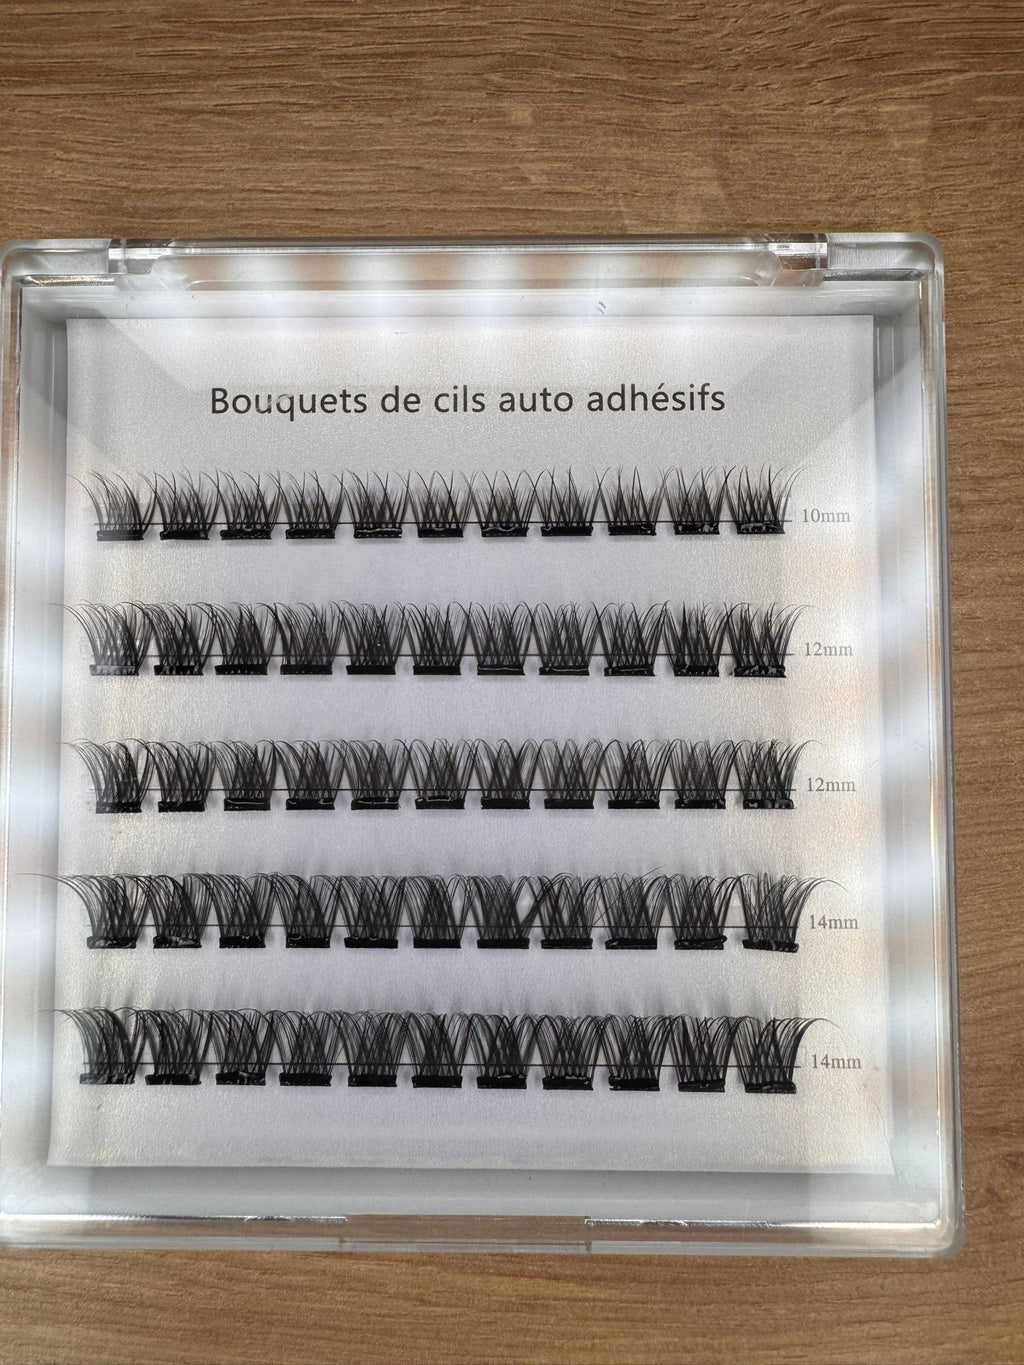 Bouquets de cils auto adhésifs
10mm
12mm
12mm
14mm
14mm